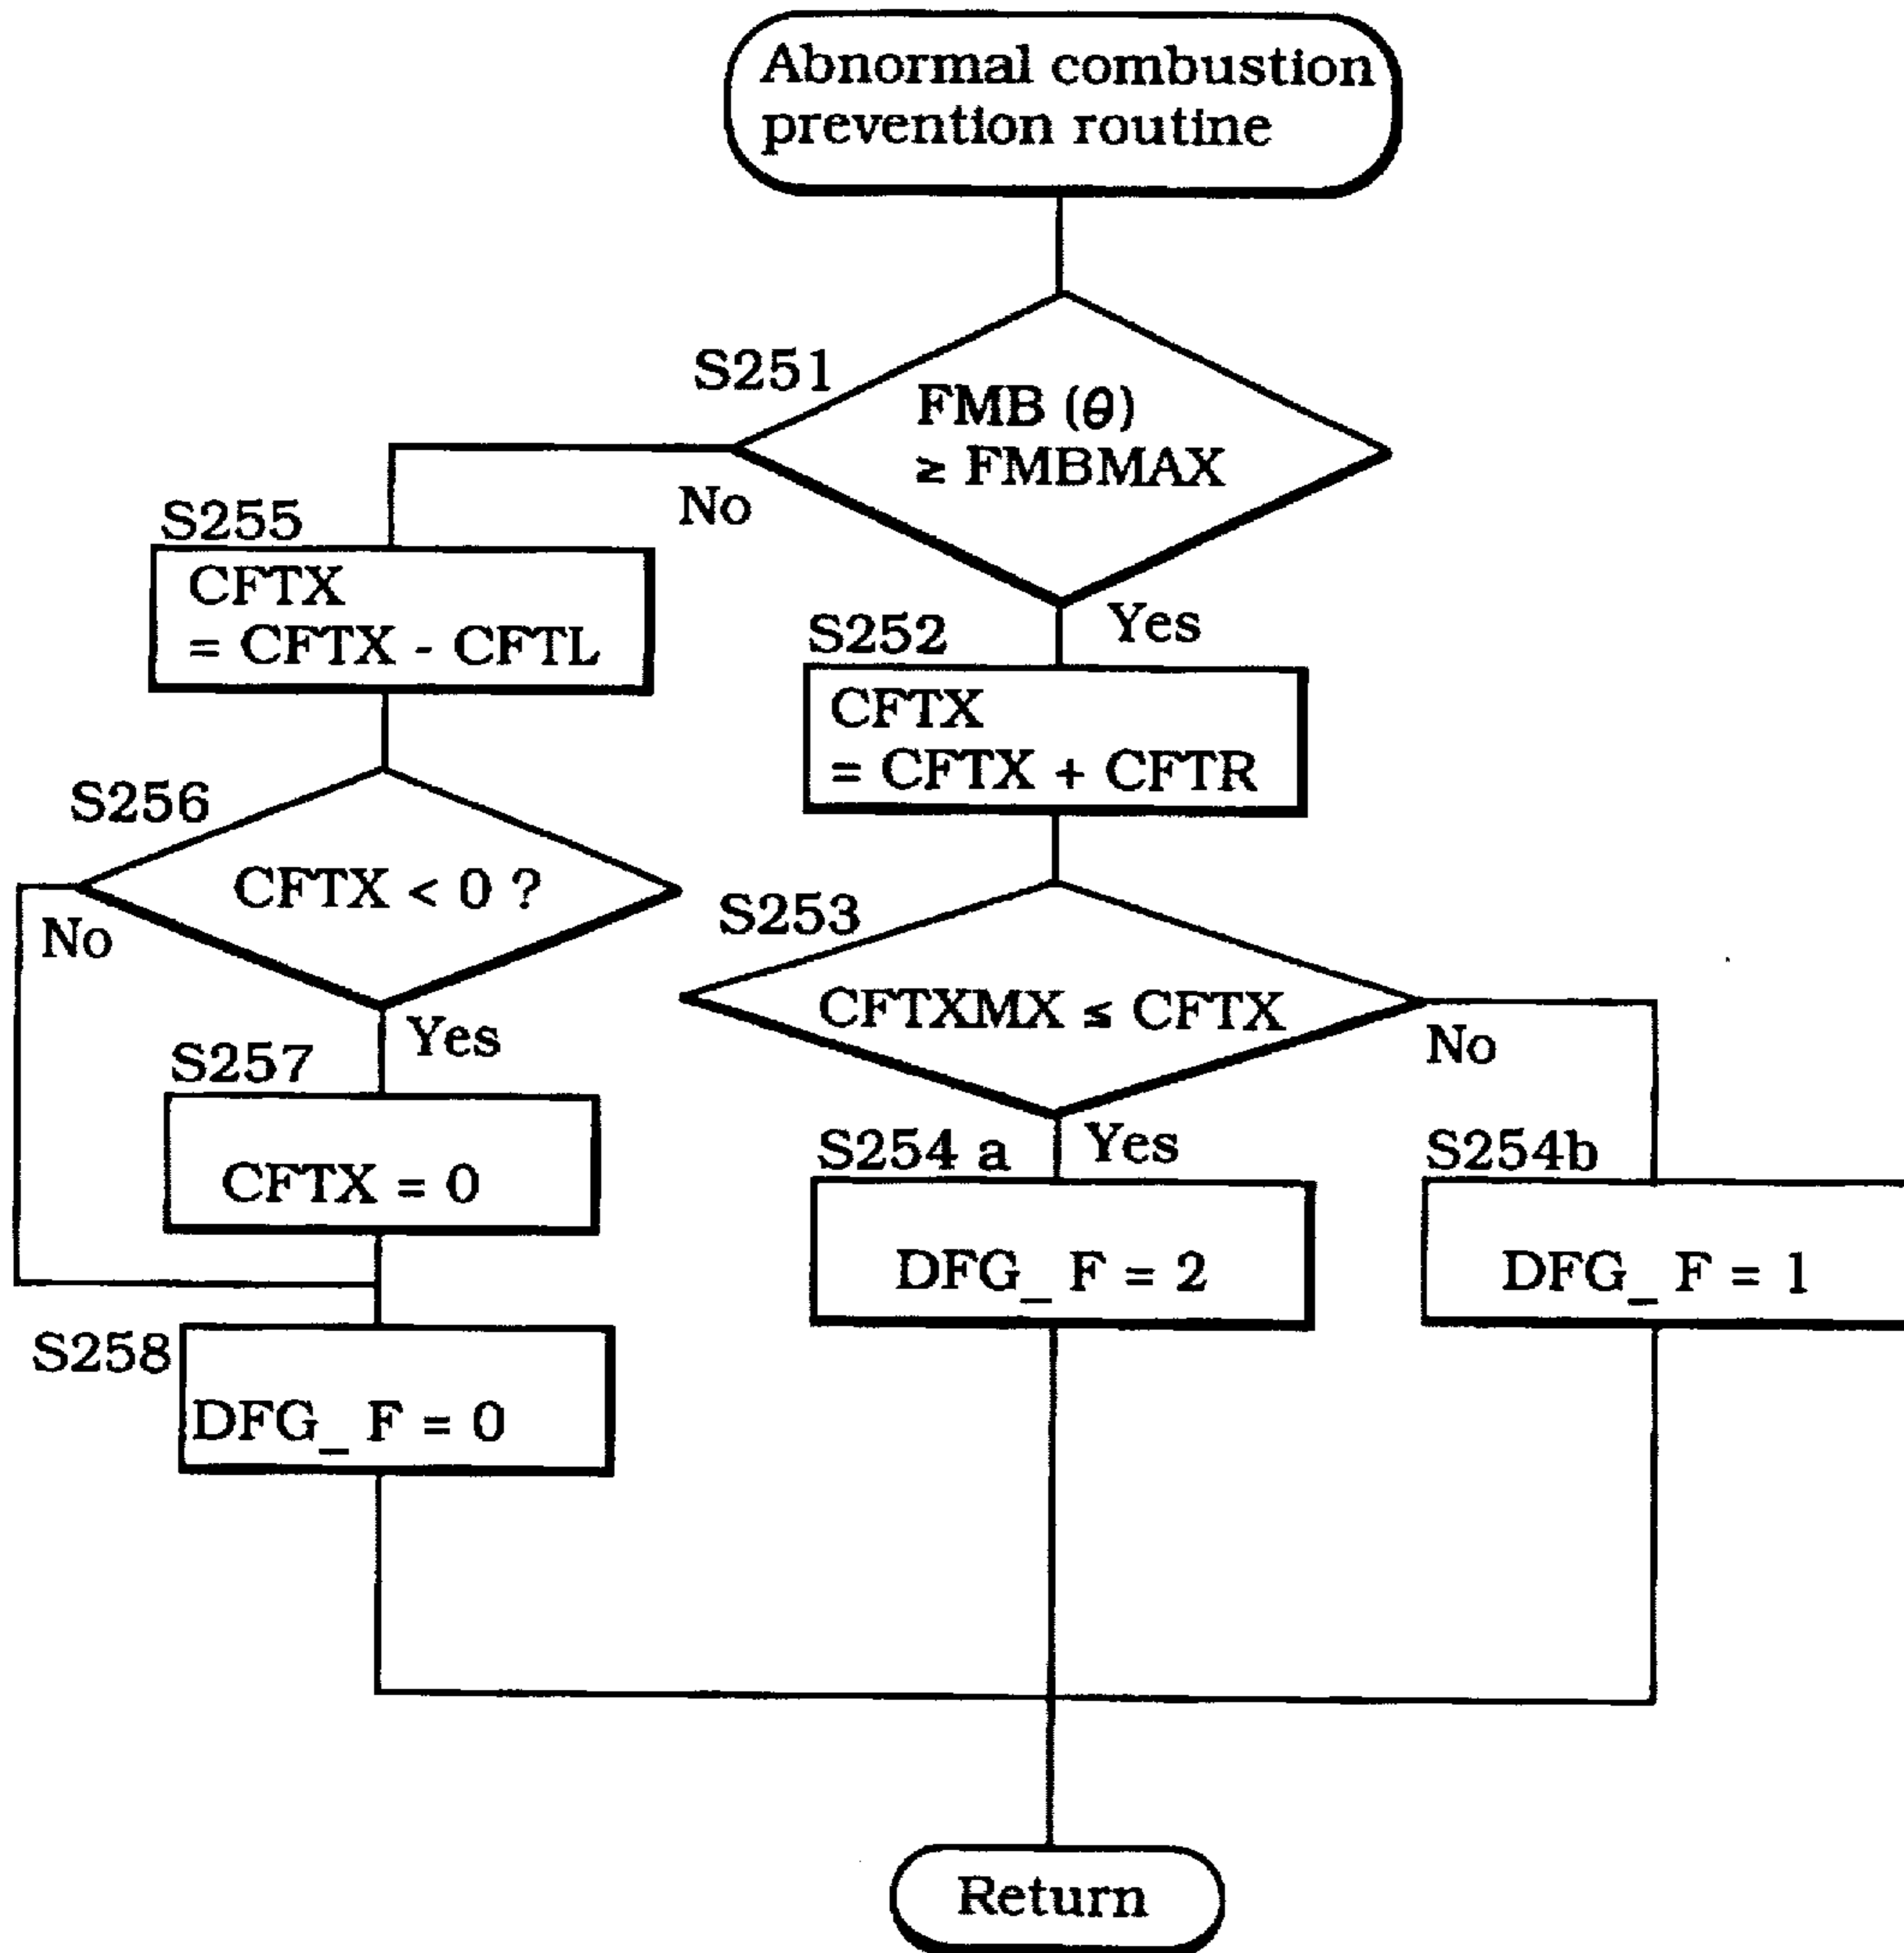 Abnormal combustion
prevention routine
S251
FMB (θ)
≥ FMBMAX
No
Yes
S255
CFTX
= CFTX - CFTL
S252
CFTX
= CFTX + CFTR
S256
CFTX < 0 ?
No
Yes
S253
CFTXMX ≤ CFTX
No
Yes
S257
CFTX = 0
S254 a
DFG_ F = 2
S254b
DFG_ F = 1
S258
DFG_ F = 0
Return